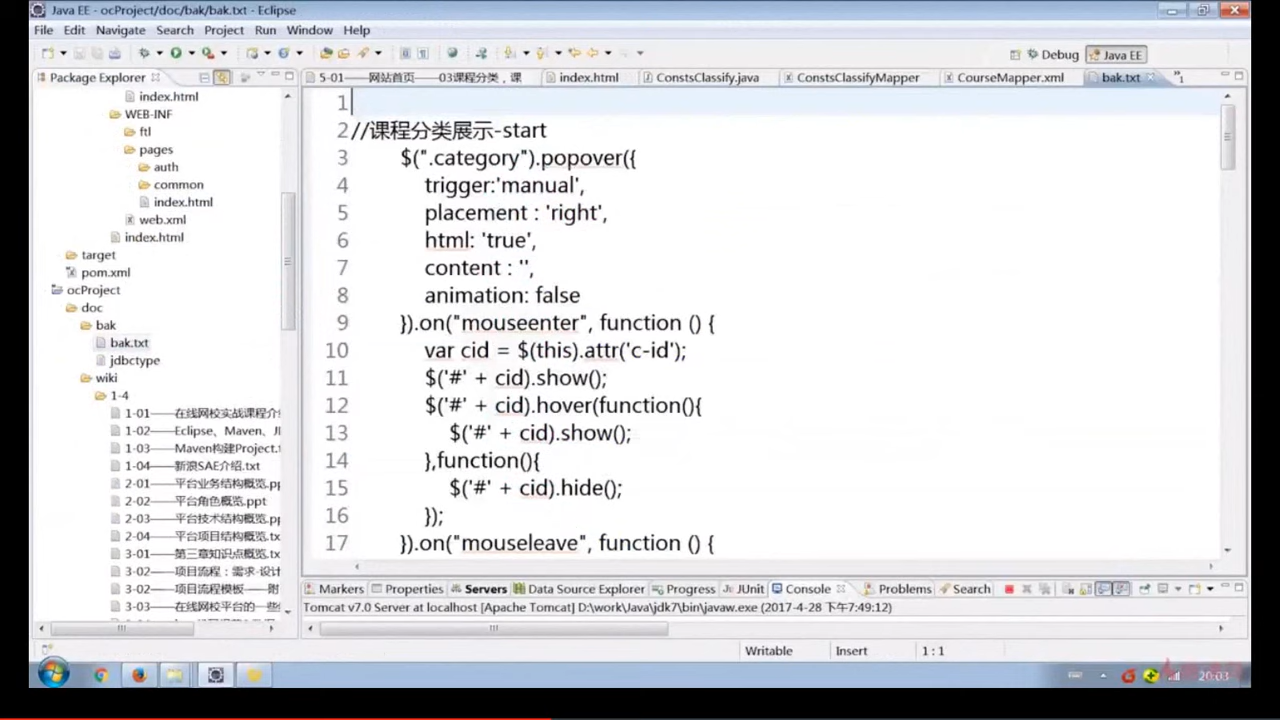 Java EE - ocProject/doc/bak/bak.txt - Eclipse
File Edit Navigate Search Project Run Window Help
Debug Java EE
Package Explorer
5-01——网站首页——03课程分类，课 index.html ConstsClassify.java ConstsClassifyMapper CourseMapper.xml bak.txt
index.html
WEB-INF
ftl
pages
auth
common
index.html
web.xml
index.html
target
pom.xml
ocProject
doc
bak
bak.txt
jdbctype
wiki
1-4
1-01——在线网校实战课程介
1-02——Eclipse、Maven、JI
1-03——Maven构建Project.
1-04——新浪SAE介绍.txt
2-01——平台业务结构概览.pp
2-02——平台角色概览.ppt
2-03——平台技术结构概览.pp
2-04——平台项目结构概览.tx
3-01——第三章知识点概览.tx
3-02——项目流程：需求-设计
3-02——项目流程模板——附
3-03——在线网校平台的一些
1
2 //课程分类展示-start
3 $(".category").popover({
4 trigger:'manual',
5 placement : 'right',
6 html: 'true',
7 content : '',
8 animation: false
9 }).on("mouseenter", function () {
10 var cid = $(this).attr('c-id');
11 $('#' + cid).show();
12 $('#' + cid).hover(function(){
13 $('#' + cid).show();
14 },function(){
15 $('#' + cid).hide();
16 });
17 }).on("mouseleave", function () {
Markers Properties Servers Data Source Explorer Progress JUnit Console Problems Search
Tomcat v7.0 Server at localhost [Apache Tomcat] D:\work\Java\jdk7\bin\javaw.exe (2017-4-28 下午7:49:12)
Writable Insert 1 : 1
20:03